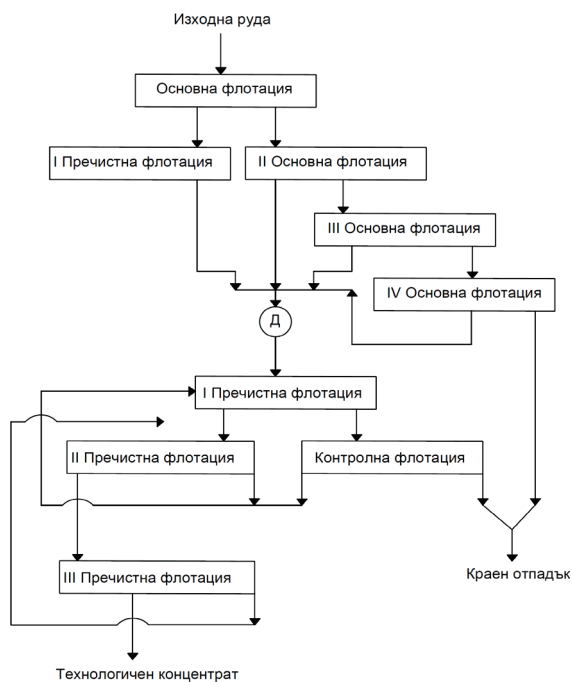 Изходна руда
Основна флотация
I Пречистна флотация
II Основна флотация
III Основна флотация
IV Основна флотация
Д
I Пречистна флотация
II Пречистна флотация
Контролна флотация
III Пречистна флотация
Краен отпадък
Технологичен концентрат